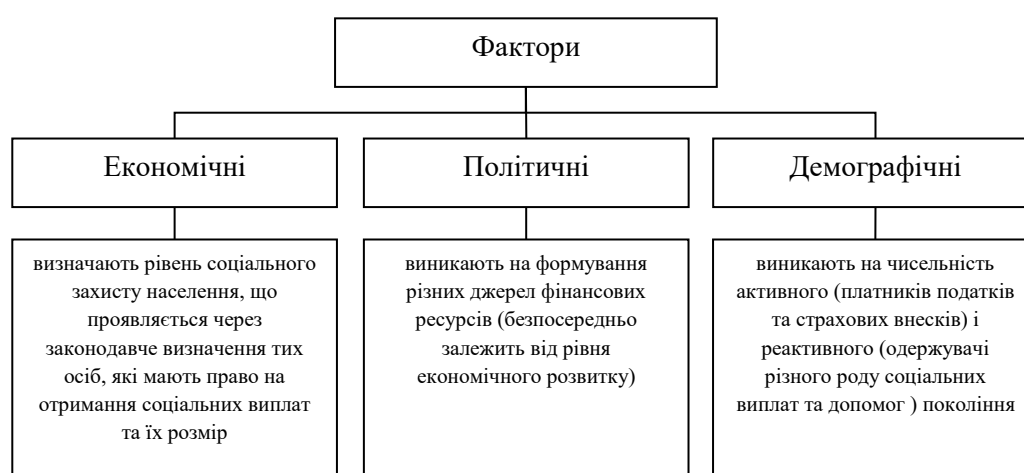 Фактори
Економічні
Політичні
Демографічні
визначають рівень соціального
захисту населення, що
проявляється через
законодавче визначення тих
осіб, які мають право на
отримання соціальних виплат
та їх розмір
виникають на формування
різних джерел фінансових
ресурсів (безпосередньо
залежить від рівня
економічного розвитку)
виникають на чисельність
активного (платників податків
та страхових внесків) і
реактивного (одержувачі
різного роду соціальних
виплат та допомог ) покоління